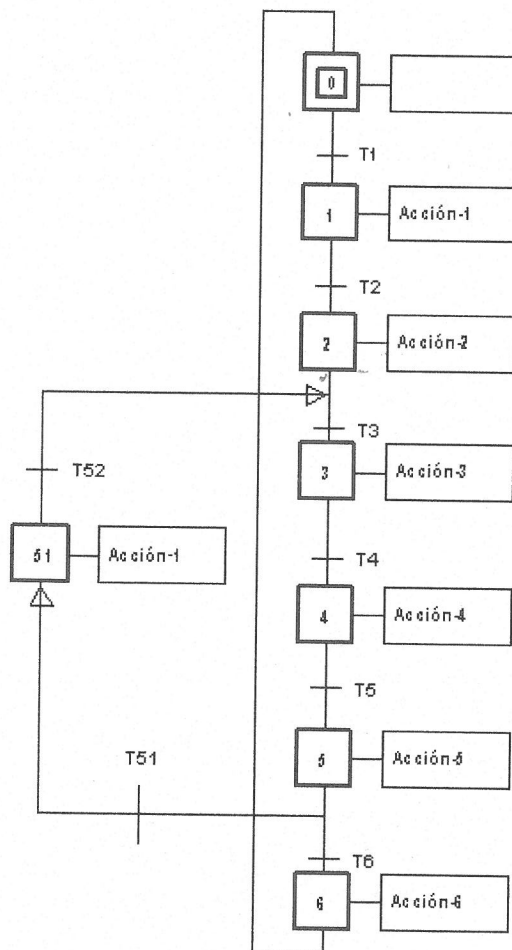 0
T1
1 Acción-1
T2
2 Acción-2
T3
T52
3 Acción-3
51 Acción-1
T4
4 Acción-4
T5
5 Acción-5
T51
T6
6 Acción-6